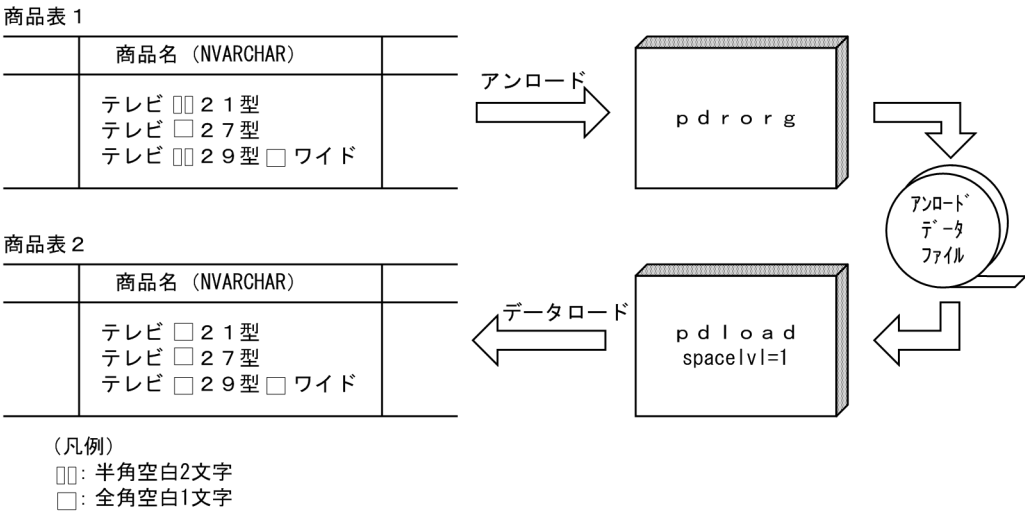 商品表１
商品名（NVARCHAR）
テレビ▯▯２１型
テレビ□２７型
テレビ▯▯２９型□ワイド
アンロード
ｐｄｒｏｒｇ
ｱﾝﾛｰﾄﾞ
ﾃﾞｰﾀ
ﾌｧｲﾙ
商品表２
商品名（NVARCHAR）
テレビ□２１型
テレビ□２７型
テレビ□２９型□ワイド
データロード
ｐｄｌｏａｄ
spacelvl=1
（凡例）
▯▯：半角空白2文字
□：全角空白1文字